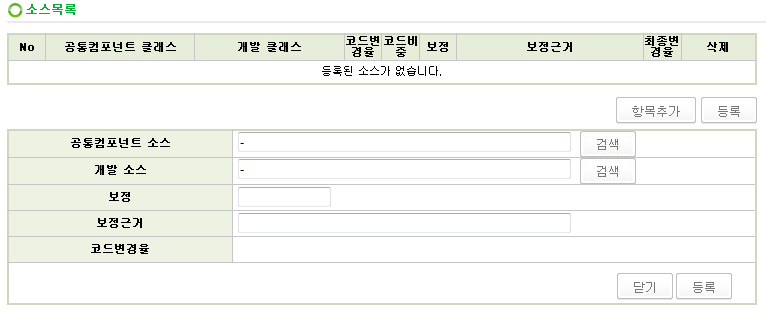 소스목록
No 공통컴포넌트 클래스 개발 클래스 코드변경율 코드비중 보정 보정근거 최종변경율 삭제
등록된 소스가 없습니다.
항목추가 등록
공통컴포넌트 소스 - 검색
개발 소스 - 검색
보정
보정근거
코드변경율
닫기 등록